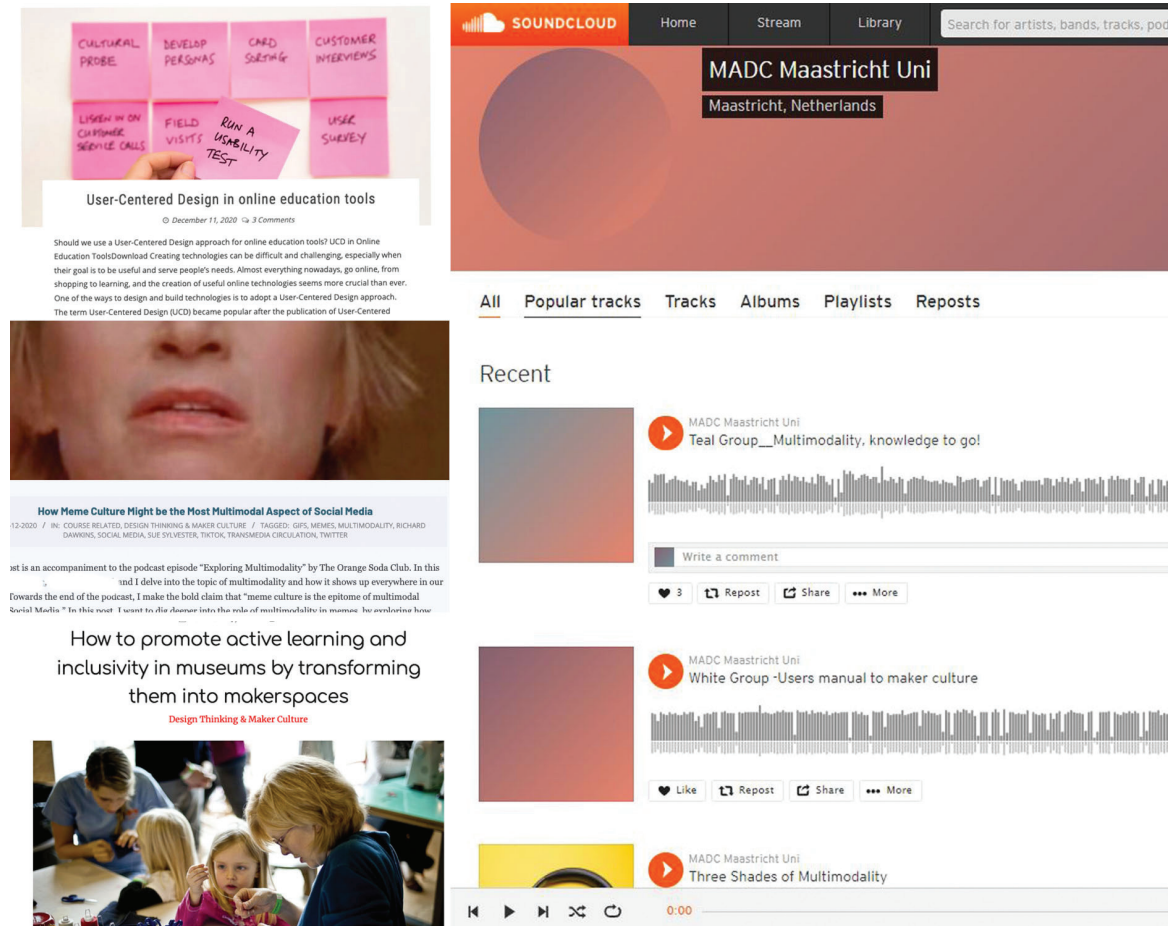 CULTURAL PROBE
DEVELOP PERSONAS
CARD SORTING
CUSTOMER INTERVIEWS
LISTEN IN ON CUSTOMER SERVICE CALLS
FIELD VISITS
RUN A USABILITY TEST
USER SURVEY
User-Centered Design in online education tools
December 11, 2020 3 Comments
Should we use a User-Centered Design approach for online education tools? UCD in Online
Education ToolsDownload Creating technologies can be difficult and challenging, especially when
their goal is to be useful and serve people's needs. Almost everything nowadays, go online, from
shopping to learning, and the creation of useful online technologies seems more crucial than ever.
One of the ways to design and build technologies is to adopt a User-Centered Design approach.
The term User-Centered Design (UCD) became popular after the publication of User-Centered
How Meme Culture Might be the Most Multimodal Aspect of Social Media
12-2020 / IN: COURSE RELATED, DESIGN THINKING & MAKER CULTURE / TAGGED: GIFS, MEMES, MULTIMODALITY, RICHARD
DAWKINS, SOCIAL MEDIA, SUE SYLVESTER, TIKTOK, TRANSMEDIA CIRCULATION, TWITTER
ost is an accompaniment to the podcast episode "Exploring Multimodality" by The Orange Soda Club. In this
and I delve into the topic of multimodality and how it shows up everywhere in our
Towards the end of the podcast, I make the bold claim that "meme culture is the epitome of multimodal
Social Media." In this post, I want to dig deeper into the role of multimodality in memes, by exploring how
How to promote active learning and
inclusivity in museums by transforming
them into makerspaces
Design Thinking & Maker Culture
SOUNDCLOUD Home Stream Library Search for artists, bands, tracks, pod
MADC Maastricht Uni
Maastricht, Netherlands
All Popular tracks Tracks Albums Playlists Reposts
Recent
MADC Maastricht Uni
Teal Group__Multimodality, knowledge to go!
Write a comment
3 Repost Share More
MADC Maastricht Uni
White Group -Users manual to maker culture
Like Repost Share More
MADC Maastricht Uni
Three Shades of Multimodality
0:00